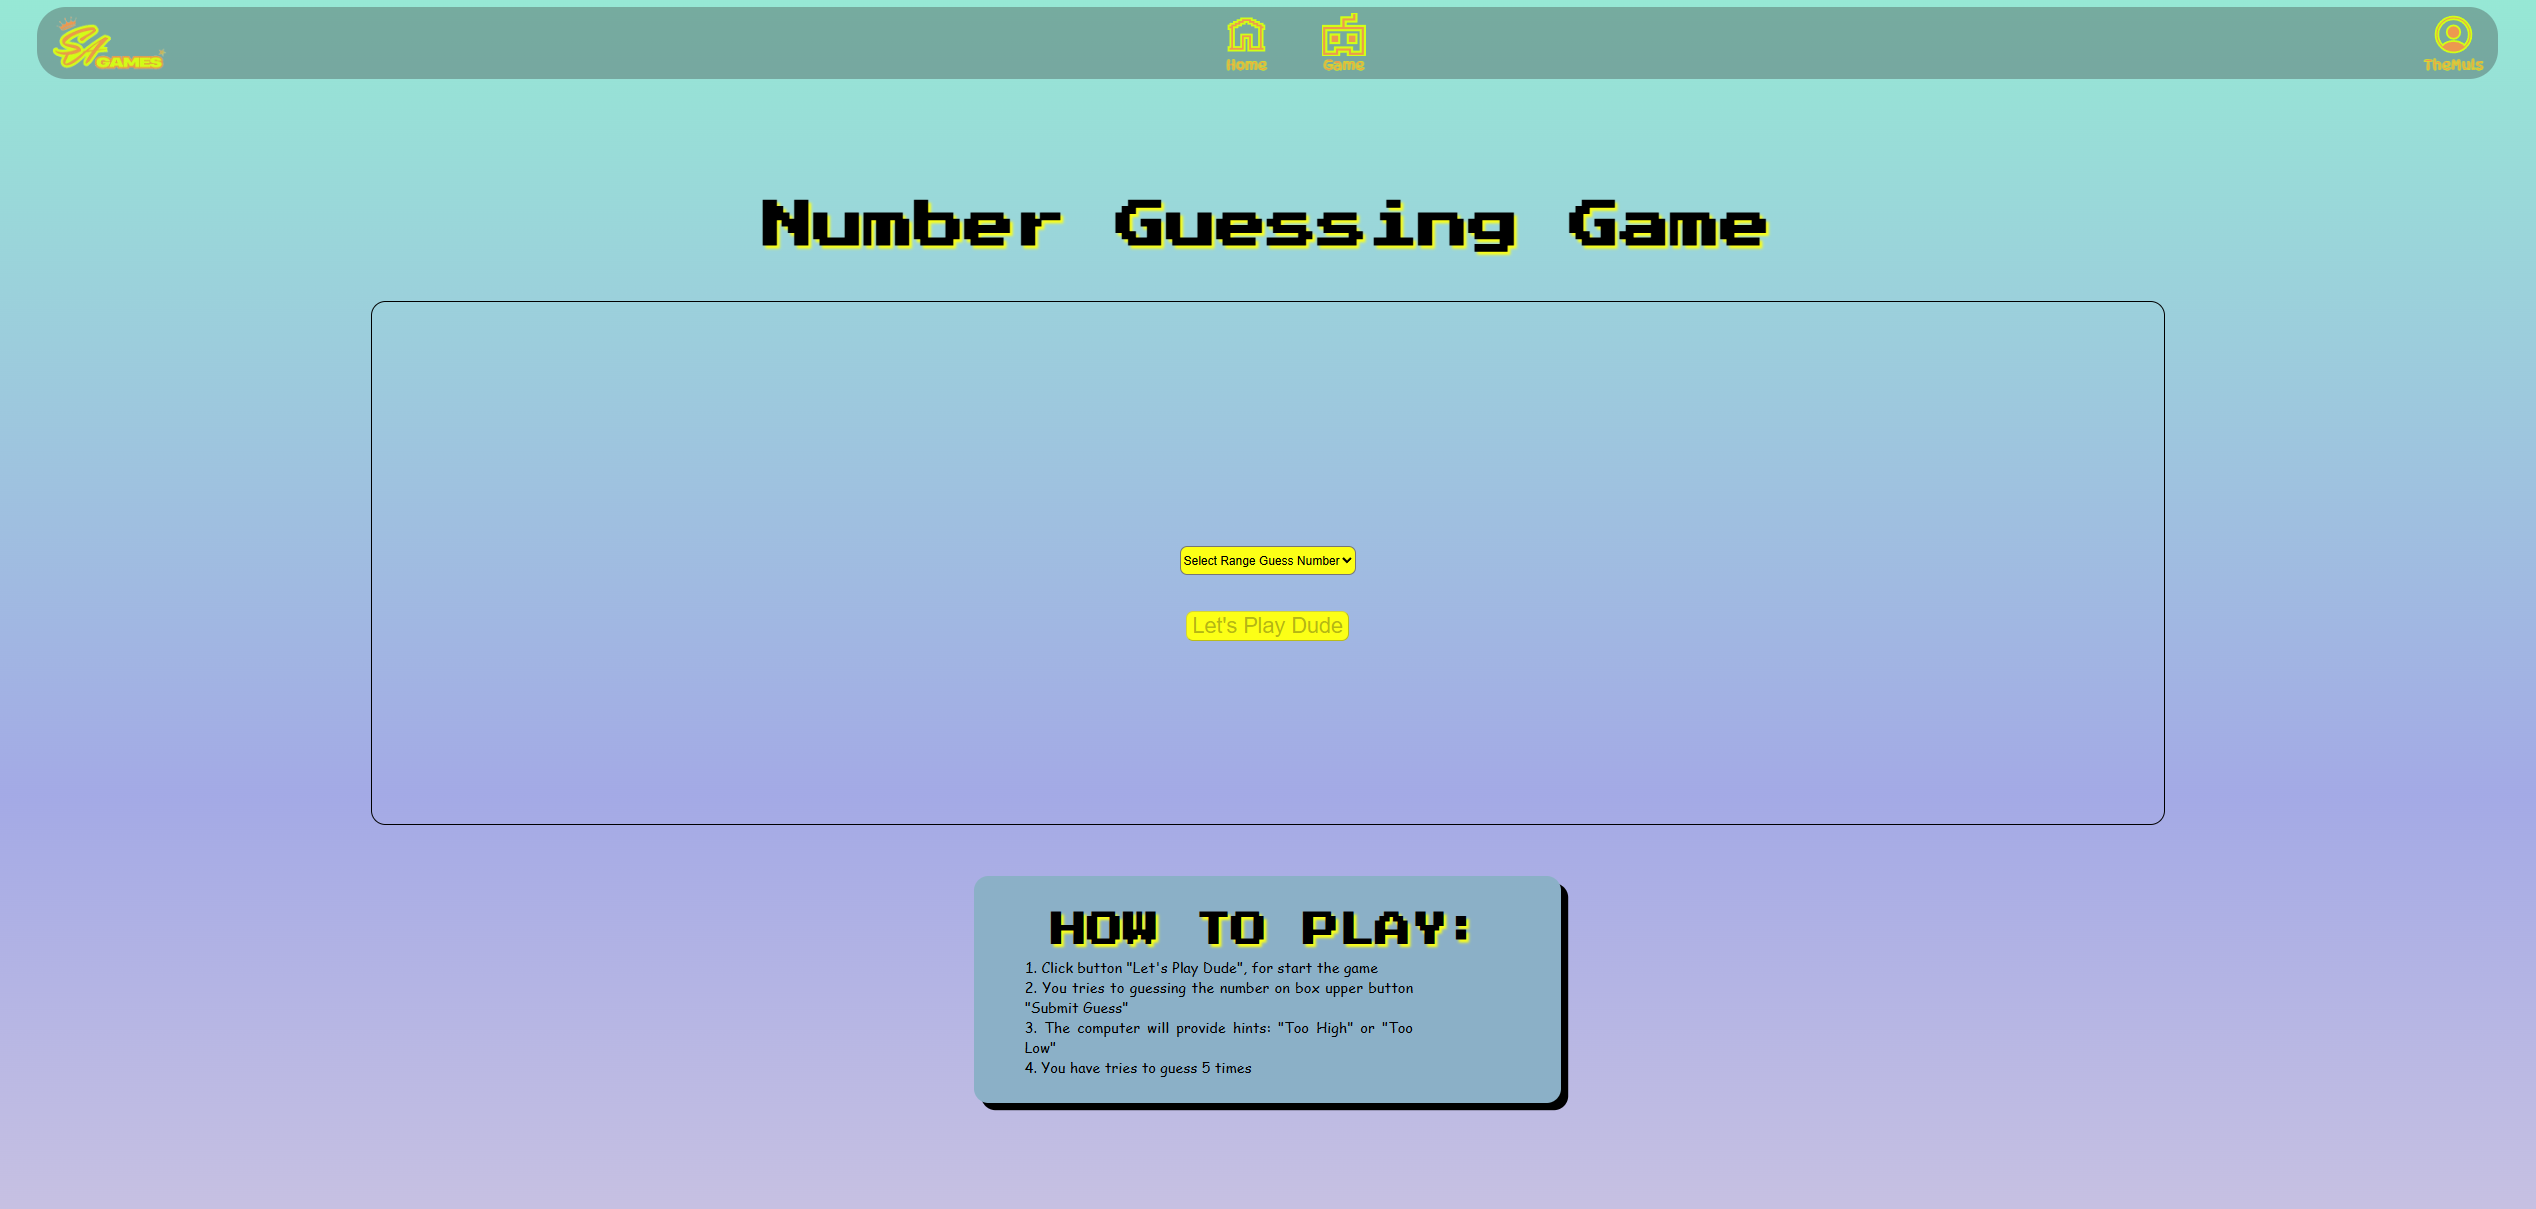 SA GAMES
Home
Game
TheMuls
Number Guessing Game
Select Range Guess Number
Let's Play Dude
HOW TO PLAY:
1. Click button "Let's Play Dude", for start the game
2. You tries to guessing the number on box upper button
"Submit Guess"
3. The computer will provide hints: "Too High" or "Too
Low"
4. You have tries to guess 5 times